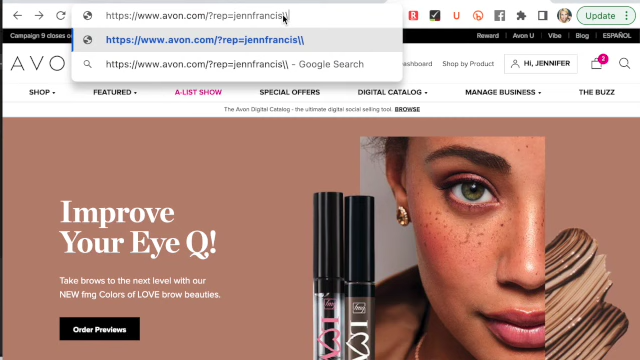 https://www.avon.com/?rep=jennfrancis\\
Update
https://www.avon.com/?rep=jennfrancis\\
https://www.avon.com/?rep=jennfrancis\\ - Google Search
Campaign 9 closes on
Reward | Avon U | Vibe | Blog | ESPAÑOL
AVO
Dashboard Shop by Product HI, JENNIFER 2
SHOP FEATURED A-LIST SHOW SPECIAL OFFERS DIGITAL CATALOG MANAGE BUSINESS THE BUZZ
The Avon Digital Catalog - the ultimate digital social selling tool. BROWSE
Improve
Your Eye Q!
Take brows to the next level with our
NEW fmg Colors of LOVE brow beauties.
Order Previews
fmg
fmg